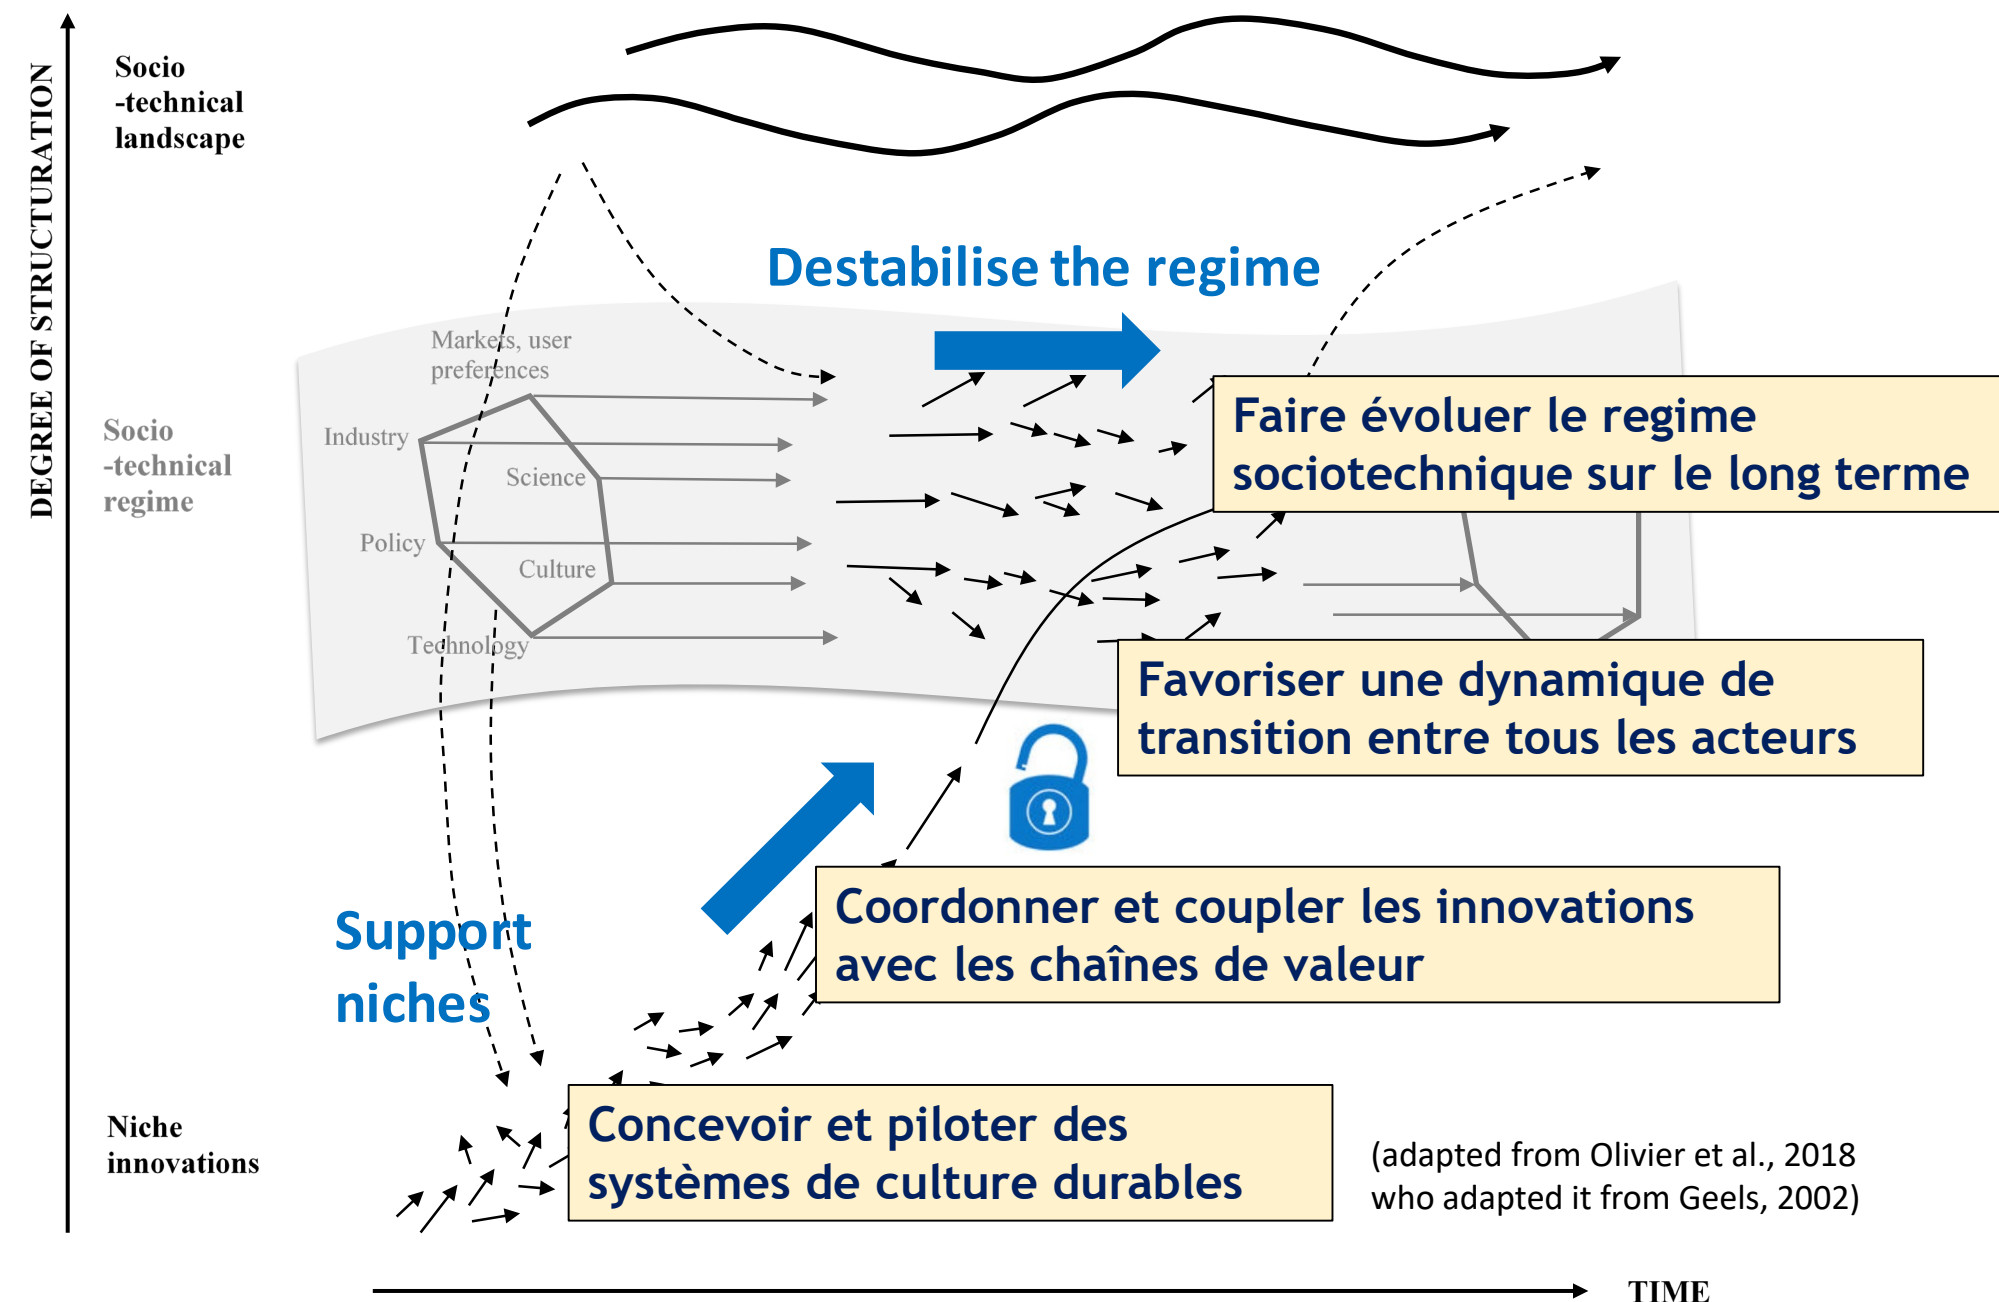 DEGREE OF STRUCTURATION
Socio
-technical
landscape
Destabilise the regime
Markets, user
preferences
Industry
Science
Socio
-technical
regime
Policy
Culture
Technology
Faire évoluer le regime
sociotechnique sur le long terme
Favoriser une dynamique de
transition entre tous les acteurs
Support
niches
Coordonner et coupler les innovations
avec les chaînes de valeur
Niche
innovations
Concevoir et piloter des
systèmes de culture durables
(adapted from Olivier et al., 2018
who adapted it from Geels, 2002)
TIME